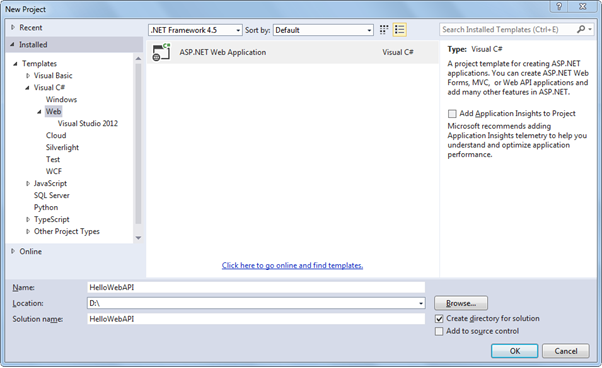 New Project
Recent
Installed
Templates
Visual Basic
Visual C#
Windows
Web
Visual Studio 2012
Cloud
Silverlight
Test
WCF
JavaScript
SQL Server
Python
TypeScript
Other Project Types
Online
.NET Framework 4.5 Sort by: Default
ASP.NET Web Application Visual C#
Click here to go online and find templates.
Search Installed Templates (Ctrl+E)
Type: Visual C#
A project template for creating ASP.NET
applications. You can create ASP.NET Web
Forms, MVC, or Web API applications and
add many other features in ASP.NET.
Add Application Insights to Project
Microsoft recommends adding
Application Insights telemetry to help you
understand and optimize application
performance.
Name: HelloWebAPI
Location: D:\ Browse...
Solution name: HelloWebAPI
Create directory for solution
Add to source control
OK Cancel